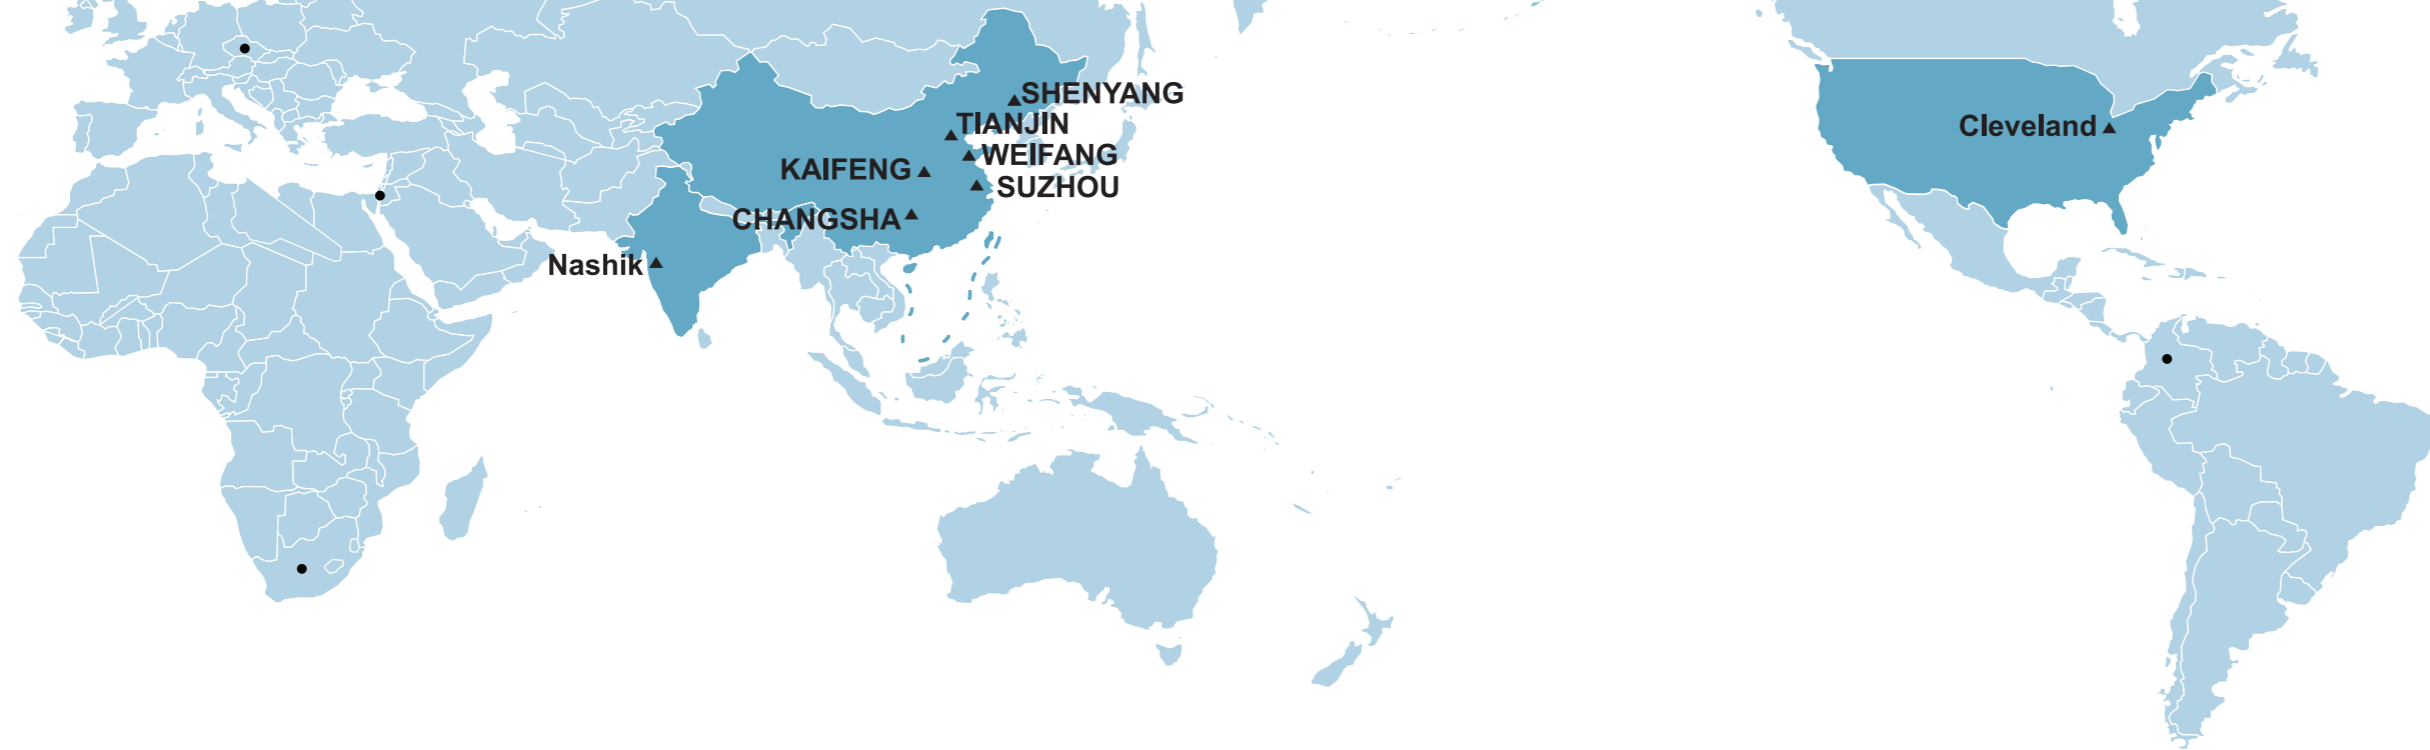 SHENYANG
TIANJIN
Cleveland
WEIFANG
KAIFENG
SUZHOU
CHANGSHA
Nashik